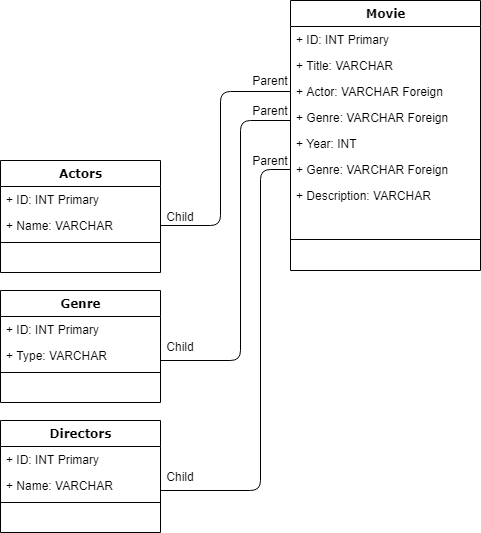 Movie
+ ID: INT Primary
+ Title: VARCHAR
Parent
+ Actor: VARCHAR Foreign
Parent
+ Genre: VARCHAR Foreign
+ Year: INT
Parent
+ Genre: VARCHAR Foreign
+ Description: VARCHAR
Actors
+ ID: INT Primary
+ Name: VARCHAR
Child
Genre
+ ID: INT Primary
+ Type: VARCHAR
Child
Directors
+ ID: INT Primary
+ Name: VARCHAR
Child